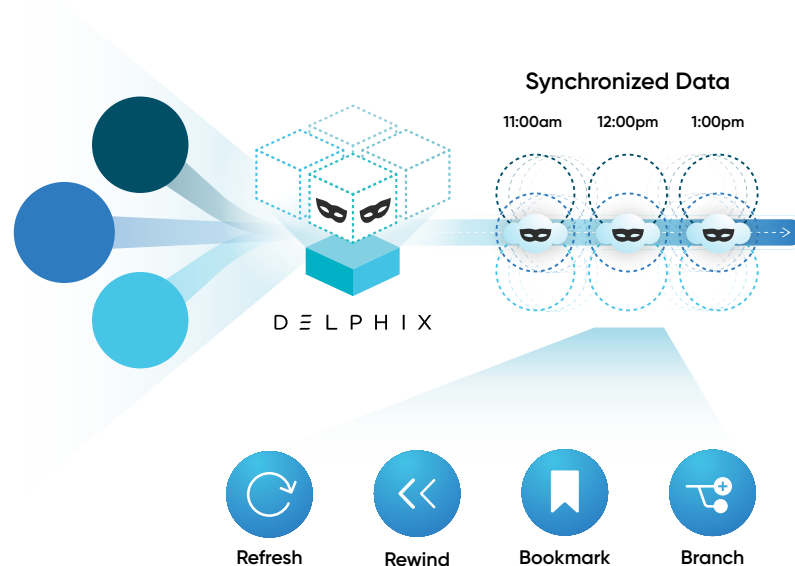 Synchronized Data
11:00am 12:00pm 1:00pm
DELPHIX
Refresh Rewind Bookmark Branch